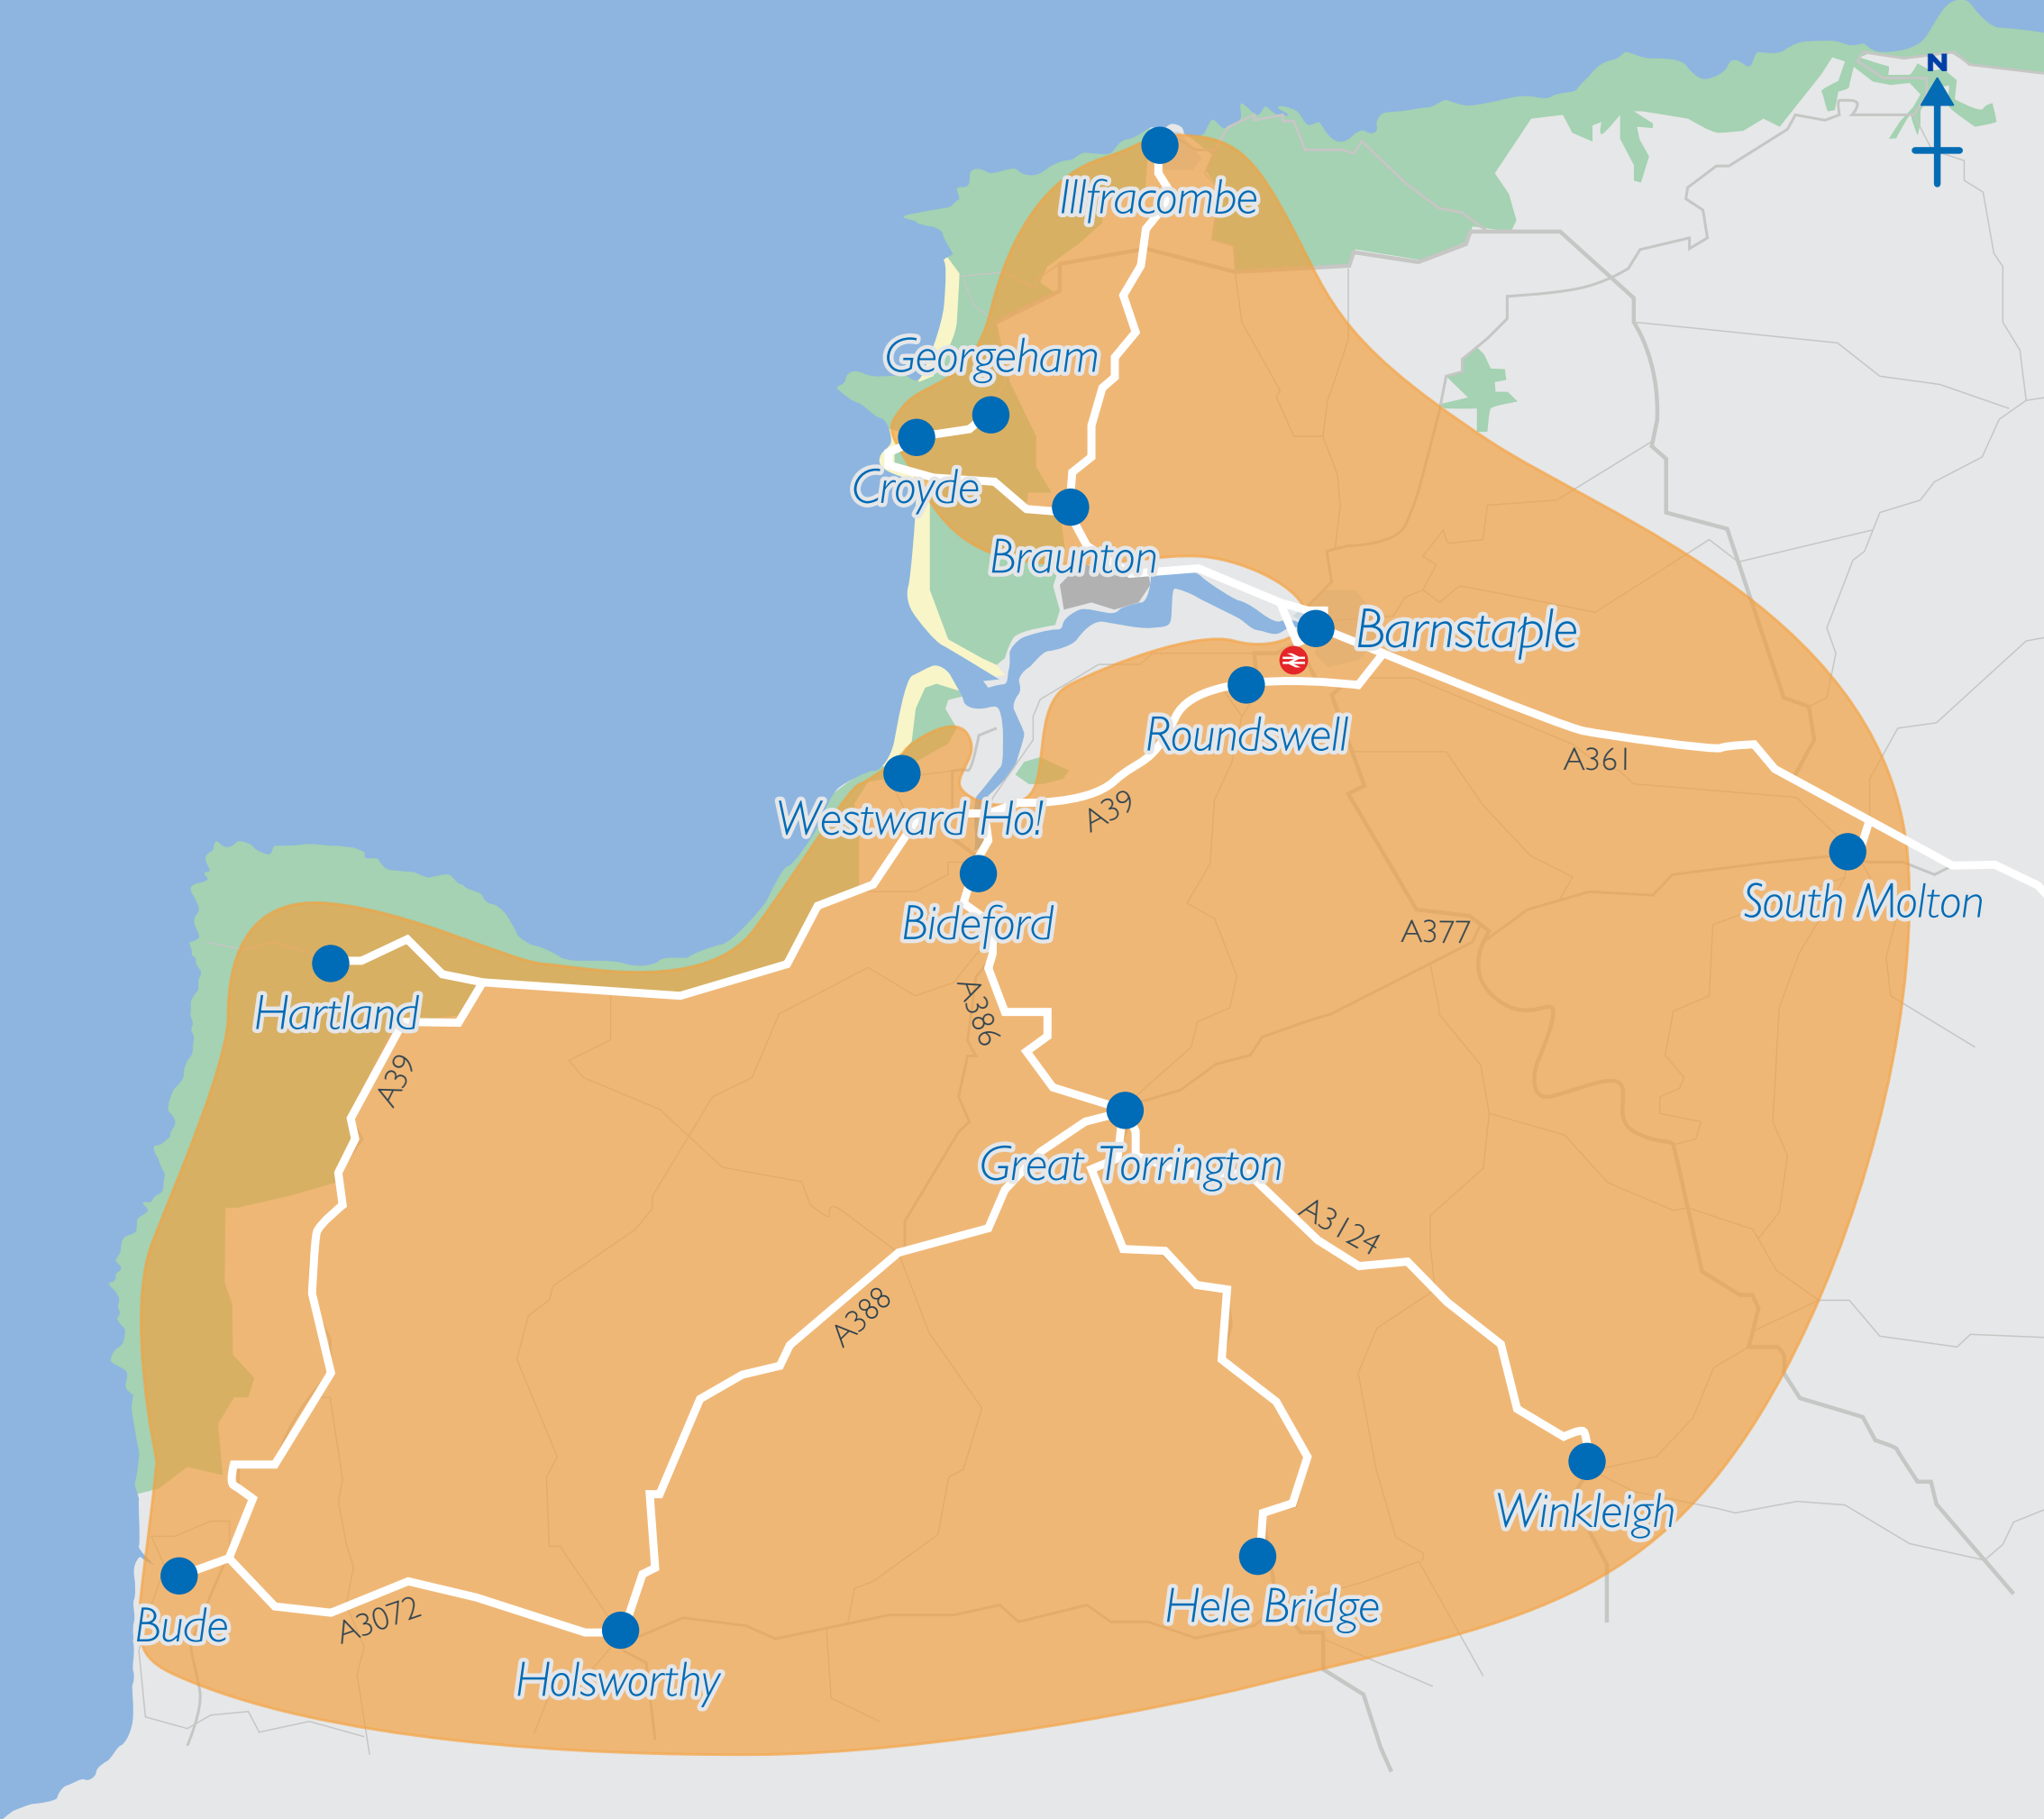 N
Illfracombe
Georgeham
Croyde
Braunton
Barnstaple
Roundswell
A361
Westward Ho!
A39
South Molton
Bideford
A377
Hartland
A386
A39
Great Torrington
A3124
A388
Winkleigh
Hele Bridge
Bude
A3072
Holsworthy